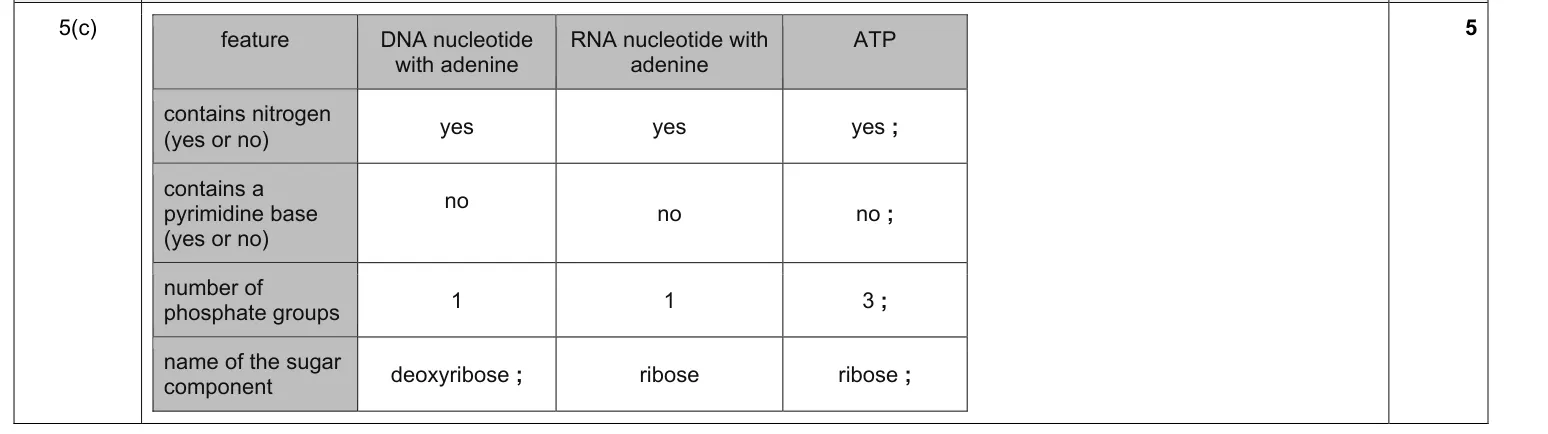 5(c)
5
feature
DNA nucleotide
with adenine
RNA nucleotide with
adenine
ATP
contains nitrogen
(yes or no)
yes
yes
yes ;
contains a
pyrimidine base
(yes or no)
no
no
no ;
number of
phosphate groups
1
1
3 ;
name of the sugar
component
deoxyribose ;
ribose
ribose ;